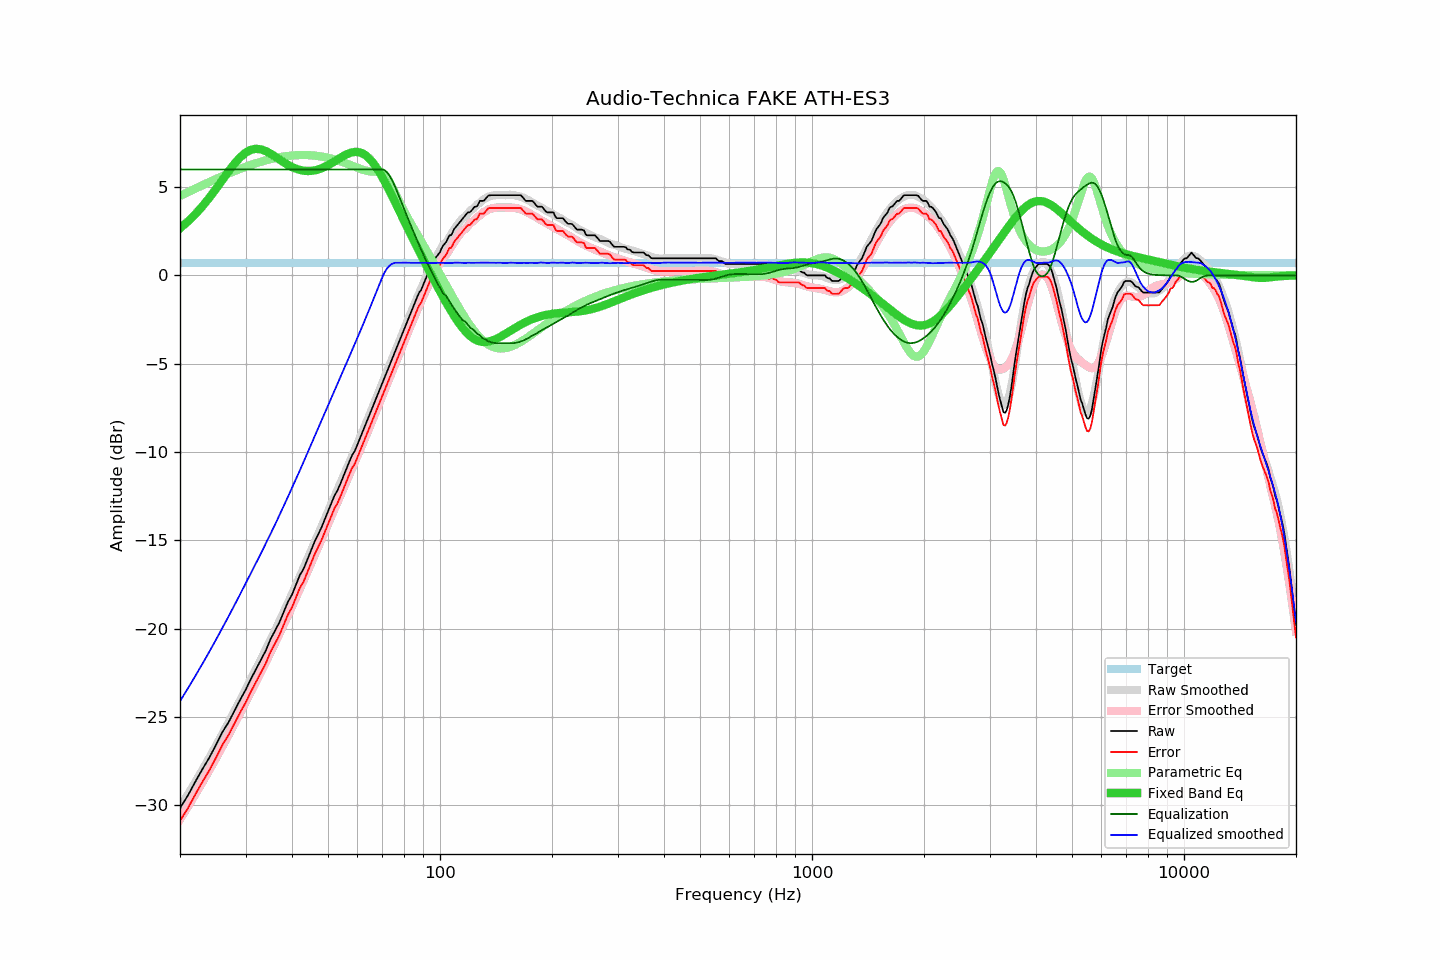 Audio-Technica FAKE ATH-ES3
Amplitude (dBr)
5
0
−5
−10
−15
−20
−25
−30
100
1000
10000
Frequency (Hz)
Target
Raw Smoothed
Error Smoothed
Raw
Error
Parametric Eq
Fixed Band Eq
Equalization
Equalized smoothed